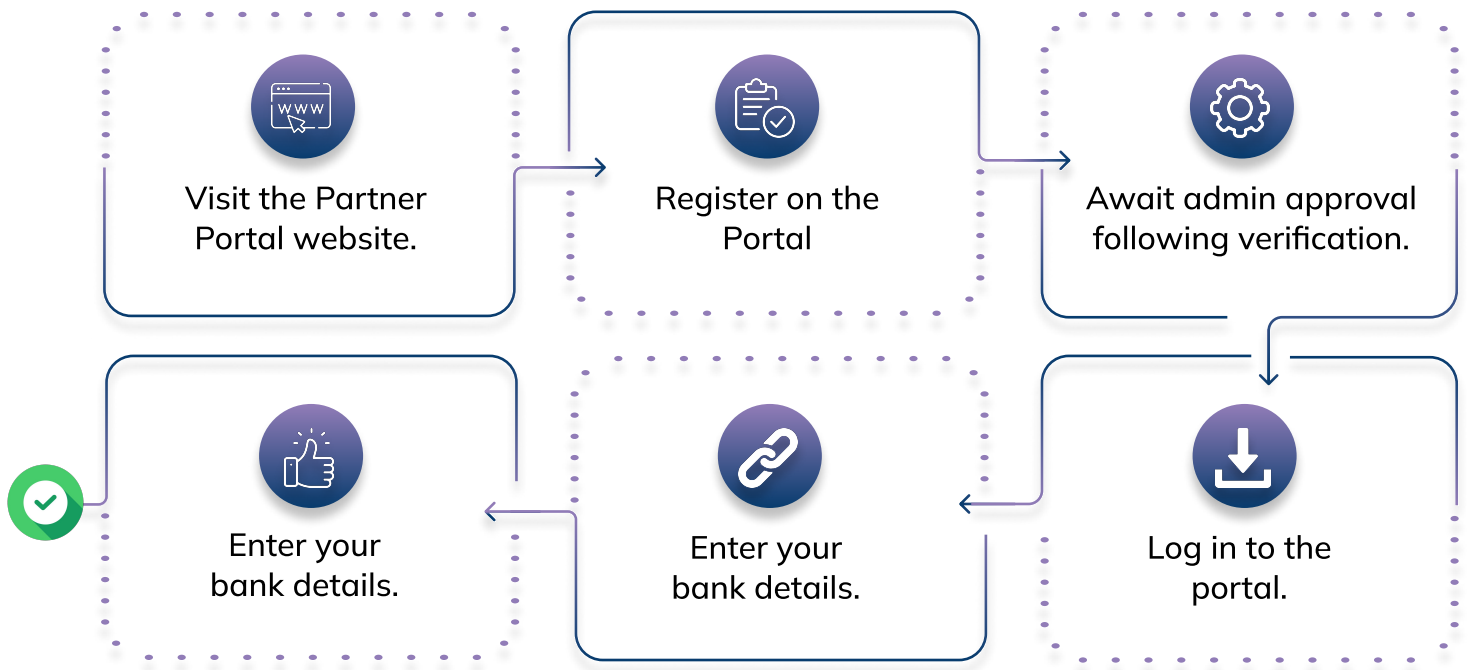 WWW
Visit the Partner
Portal website.
Register on the
Portal
Await admin approval
following verification.
Log in to the
portal.
Enter your
bank details.
Enter your
bank details.